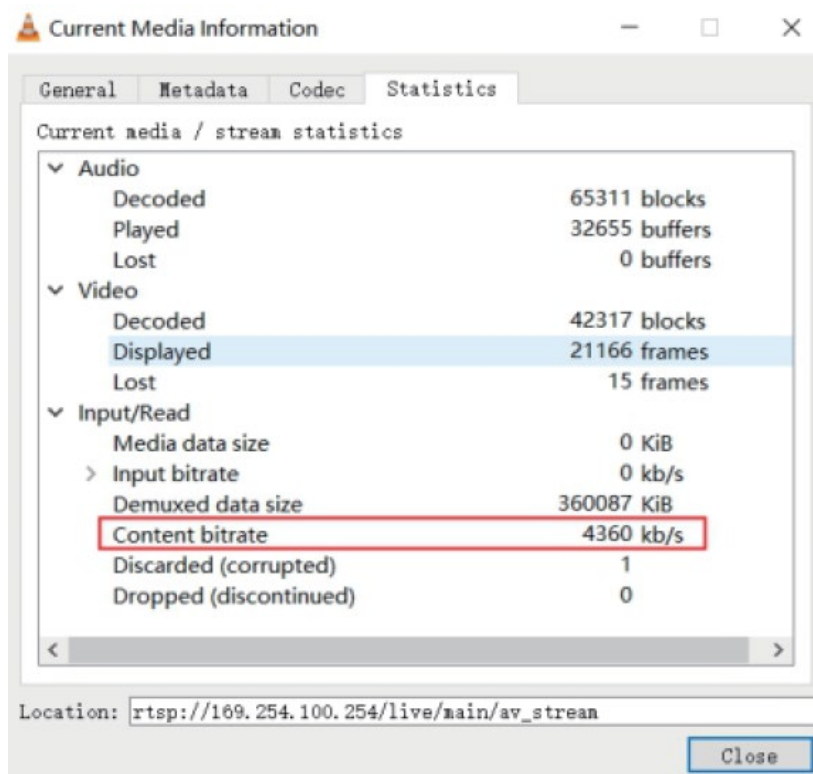 Current Media Information
General Metadata Codec Statistics
Current media / stream statistics
Audio
Decoded 65311 blocks
Played 32655 buffers
Lost 0 buffers
Video
Decoded 42317 blocks
Displayed 21166 frames
Lost 15 frames
Input/Read
Media data size 0 KiB
Input bitrate 0 kb/s
Demuxed data size 360087 KiB
Content bitrate 4360 kb/s
Discarded (corrupted) 1
Dropped (discontinued) 0
Location: rtsp://169.254.100.254/live/main/av_stream
Close